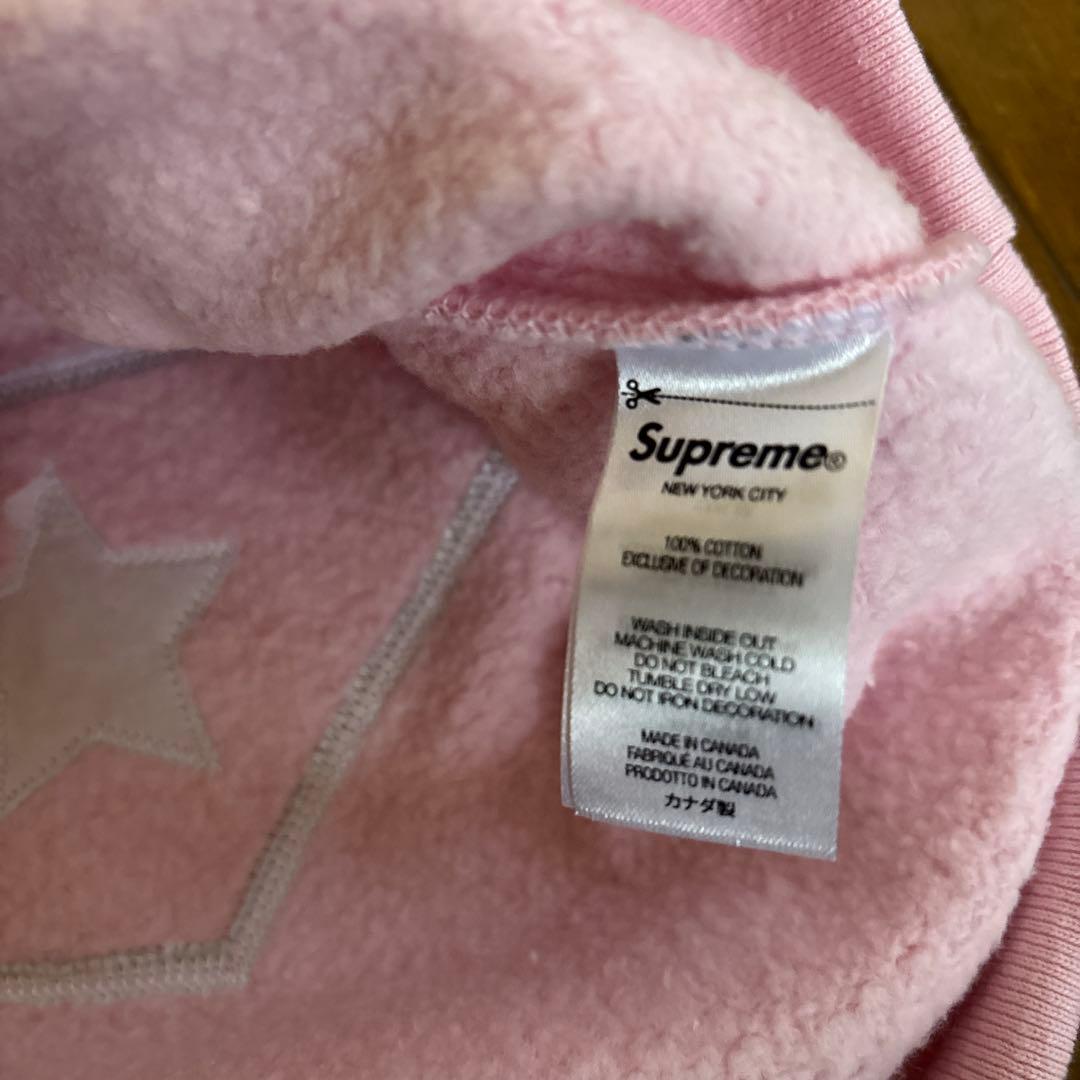 Supreme®
NEW YORK CITY
100% COTTON
EXCLUSIVE OF DECORATION
WASH INSIDE OUT
MACHINE WASH COLD
DO NOT BLEACH
TUMBLE DRY LOW
DO NOT IRON DECORATION
MADE IN CANADA
FABRIQUÉ AU CANADA
PRODOTTO IN CANADA
カナダ製